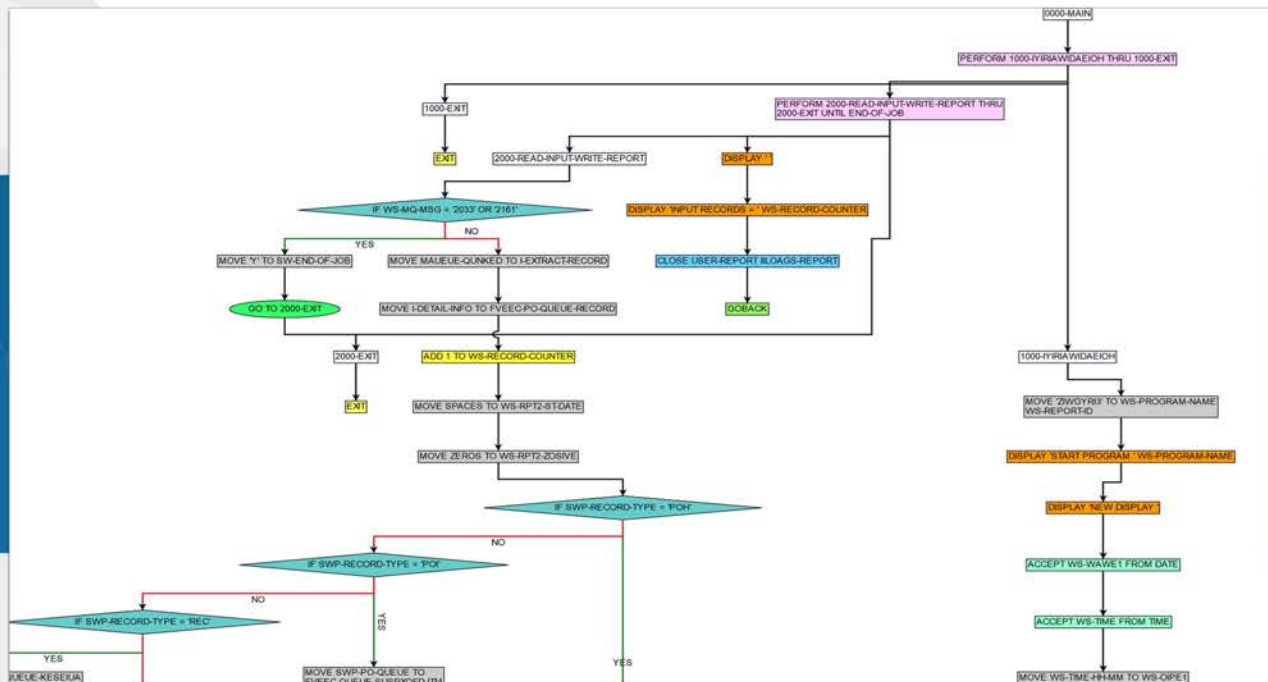 0000-MAIN
PERFORM 1000-IYIRIAWIDAEIOH THRU 1000-EXIT
1000-EXIT
PERFORM 2000-READ-INPUT-WRITE-REPORT THRU
2000-EXIT UNTIL END-OF-JOB
EXIT
2000-READ-INPUT-WRITE-REPORT
DISPLAY ' '
IF WS-MQ-MSG = '2033' OR '2161'
DISPLAY 'INPUT RECORDS = ' WS-RECORD-COUNTER
YES
NO
MOVE 'Y' TO SW-END-OF-JOB
MOVE MAUEUE-QUNKED TO I-EXTRACT-RECORD
CLOSE USER-REPORT IILOAGS-REPORT
GO TO 2000-EXIT
MOVE I-DETAIL-INFO TO FVEEC-PO-QUEUE-RECORD
GOBACK
2000-EXIT
ADD 1 TO WS-RECORD-COUNTER
1000-IYIRIAWIDAEIOH
EXIT
MOVE SPACES TO WS-RPT2-ST-DATE
MOVE 'ZIWGYRI3' TO WS-PROGRAM-NAME
WS-REPORT-ID
MOVE ZEROS TO WS-RPT2-ZOSIVE
DISPLAY 'START PROGRAM ' WS-PROGRAM-NAME
IF SWP-RECORD-TYPE = 'POH'
DISPLAY 'NEW DISPLAY '
NO
IF SWP-RECORD-TYPE = 'POI'
ACCEPT WS-WAWE1 FROM DATE
NO
IF SWP-RECORD-TYPE = 'REC'
YES
ACCEPT WS-TIME FROM TIME
YES
YES
MOVE SWP-PO-QUEUE TO
MOVE WS-TIME-HH-MM TO WS-OIPE1